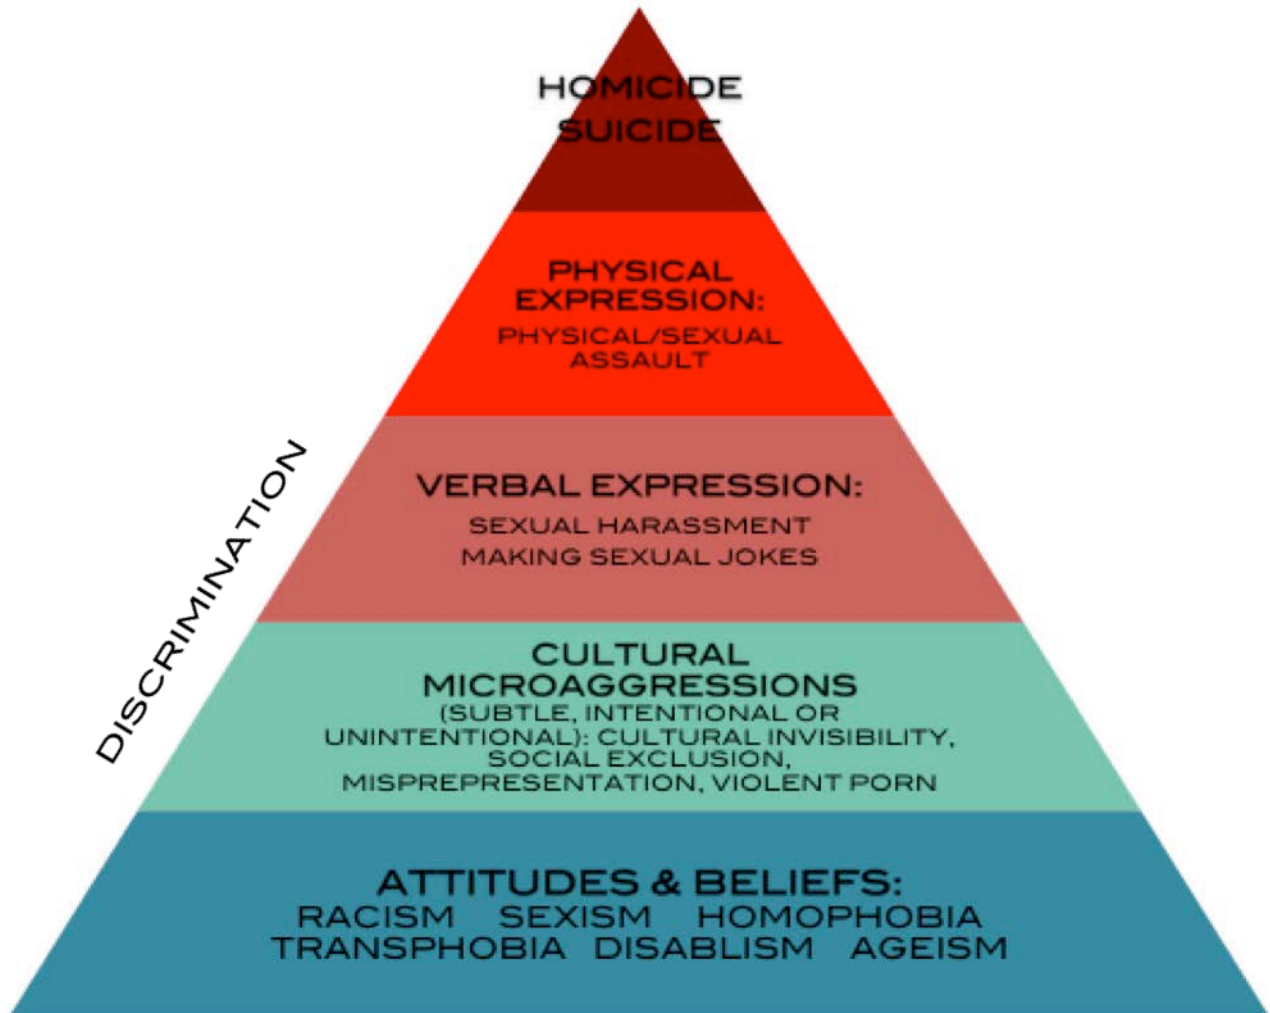 HOMICIDE
SUICIDE
PHYSICAL
EXPRESSION:
PHYSICAL/SEXUAL
ASSAULT
VERBAL EXPRESSION:
SEXUAL HARASSMENT
MAKING SEXUAL JOKES
CULTURAL
MICROAGGRESSIONS
(SUBTLE, INTENTIONAL OR
UNINTENTIONAL): CULTURAL INVISIBILITY,
SOCIAL EXCLUSION,
MISPREPRESENTATION, VIOLENT PORN
ATTITUDES & BELIEFS:
RACISM SEXISM HOMOPHOBIA
TRANSPHOBIA DISABLISM AGEISM
DISCRIMINATION